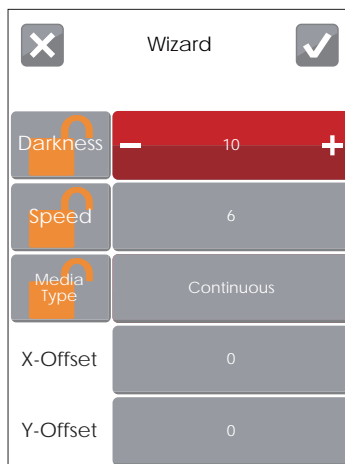 Wizard
Darkness
− 10 +
Speed
6
Media
Type
Continuous
X-Offset
0
Y-Offset
0